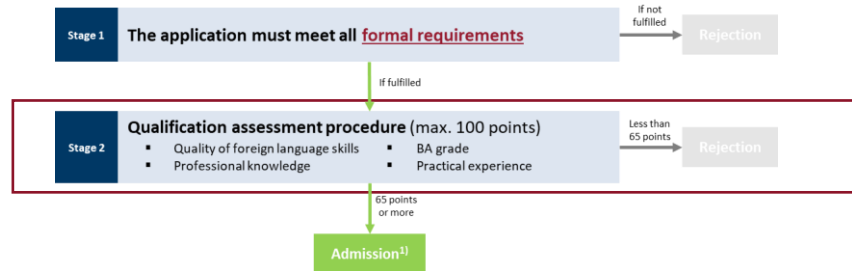 Stage 1
The application must meet all formal requirements
If not
fulfilled
Rejection
If fulfilled
Stage 2
Qualification assessment procedure (max. 100 points)
▪ Quality of foreign language skills ▪ BA grade
▪ Professional knowledge ▪ Practical experience
Less than
65 points
Rejection
65 points
or more
Admission¹⁾